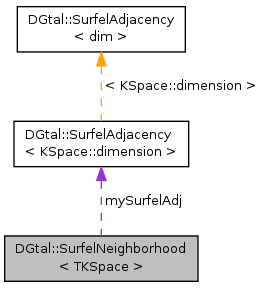 DGtal::SurfelAdjacency
< dim >
< KSpace::dimension >
DGtal::SurfelAdjacency
< KSpace::dimension >
mySurfelAdj
DGtal::SurfelNeighborhood
< TKSpace >